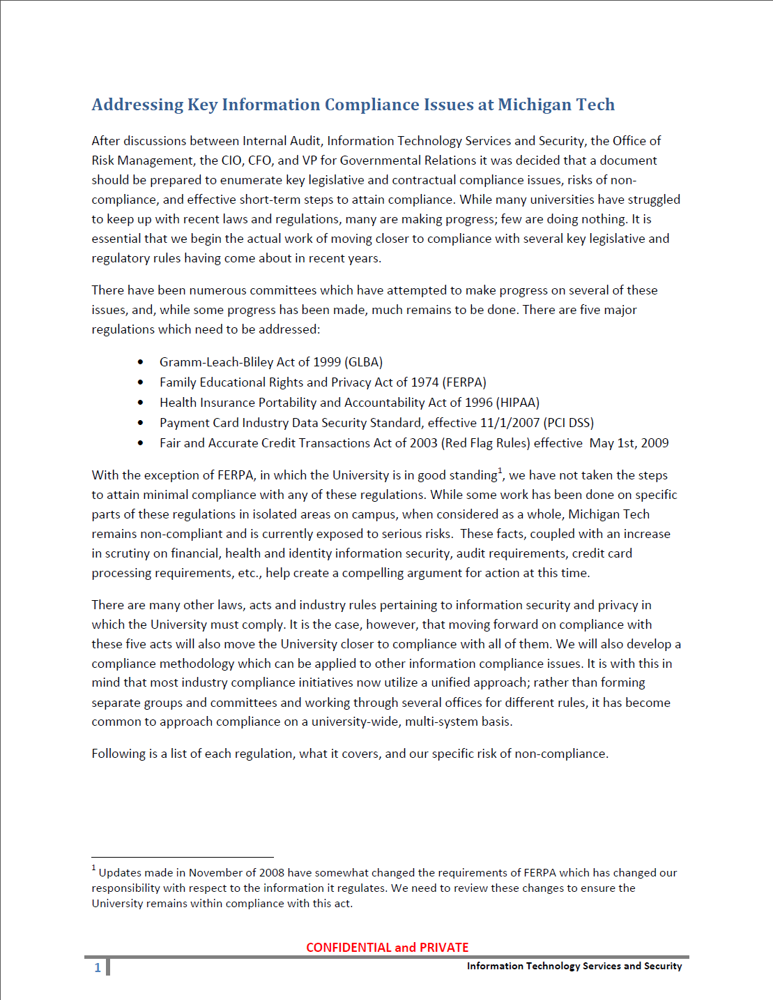 Addressing Key Information Compliance Issues at Michigan Tech
After discussions between Internal Audit, Information Technology Services and Security, the Office of
Risk Management, the CIO, CFO, and VP for Governmental Relations it was decided that a document
should be prepared to enumerate key legislative and contractual compliance issues, risks of non-
compliance, and effective short-term steps to attain compliance. While many universities have struggled
to keep up with recent laws and regulations, many are making progress; few are doing nothing. It is
essential that we begin the actual work of moving closer to compliance with several key legislative and
regulatory rules having come about in recent years.
There have been numerous committees which have attempted to make progress on several of these
issues, and, while some progress has been made, much remains to be done. There are five major
regulations which need to be addressed:
• Gramm-Leach-Bliley Act of 1999 (GLBA)
• Family Educational Rights and Privacy Act of 1974 (FERPA)
• Health Insurance Portability and Accountability Act of 1996 (HIPAA)
• Payment Card Industry Data Security Standard, effective 11/1/2007 (PCI DSS)
• Fair and Accurate Credit Transactions Act of 2003 (Red Flag Rules) effective  May 1st, 2009
With the exception of FERPA, in which the University is in good standing¹, we have not taken the steps
to attain minimal compliance with any of these regulations. While some work has been done on specific
parts of these regulations in isolated areas on campus, when considered as a whole, Michigan Tech
remains non-compliant and is currently exposed to serious risks.  These facts, coupled with an increase
in scrutiny on financial, health and identity information security, audit requirements, credit card
processing requirements, etc., help create a compelling argument for action at this time.
There are many other laws, acts and industry rules pertaining to information security and privacy in
which the University must comply. It is the case, however, that moving forward on compliance with
these five acts will also move the University closer to compliance with all of them. We will also develop a
compliance methodology which can be applied to other information compliance issues. It is with this in
mind that most industry compliance initiatives now utilize a unified approach; rather than forming
separate groups and committees and working through several offices for different rules, it has become
common to approach compliance on a university-wide, multi-system basis.
Following is a list of each regulation, what it covers, and our specific risk of non-compliance.
¹ Updates made in November of 2008 have somewhat changed the requirements of FERPA which has changed our
responsibility with respect to the information it regulates. We need to review these changes to ensure the
University remains within compliance with this act.
CONFIDENTIAL and PRIVATE
1 Information Technology Services and Security